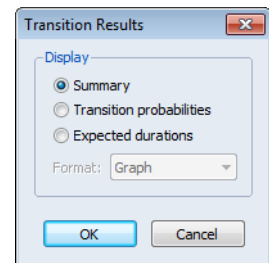 Transition Results
Display
Summary
Transition probabilities
Expected durations
Format: Graph
OK Cancel